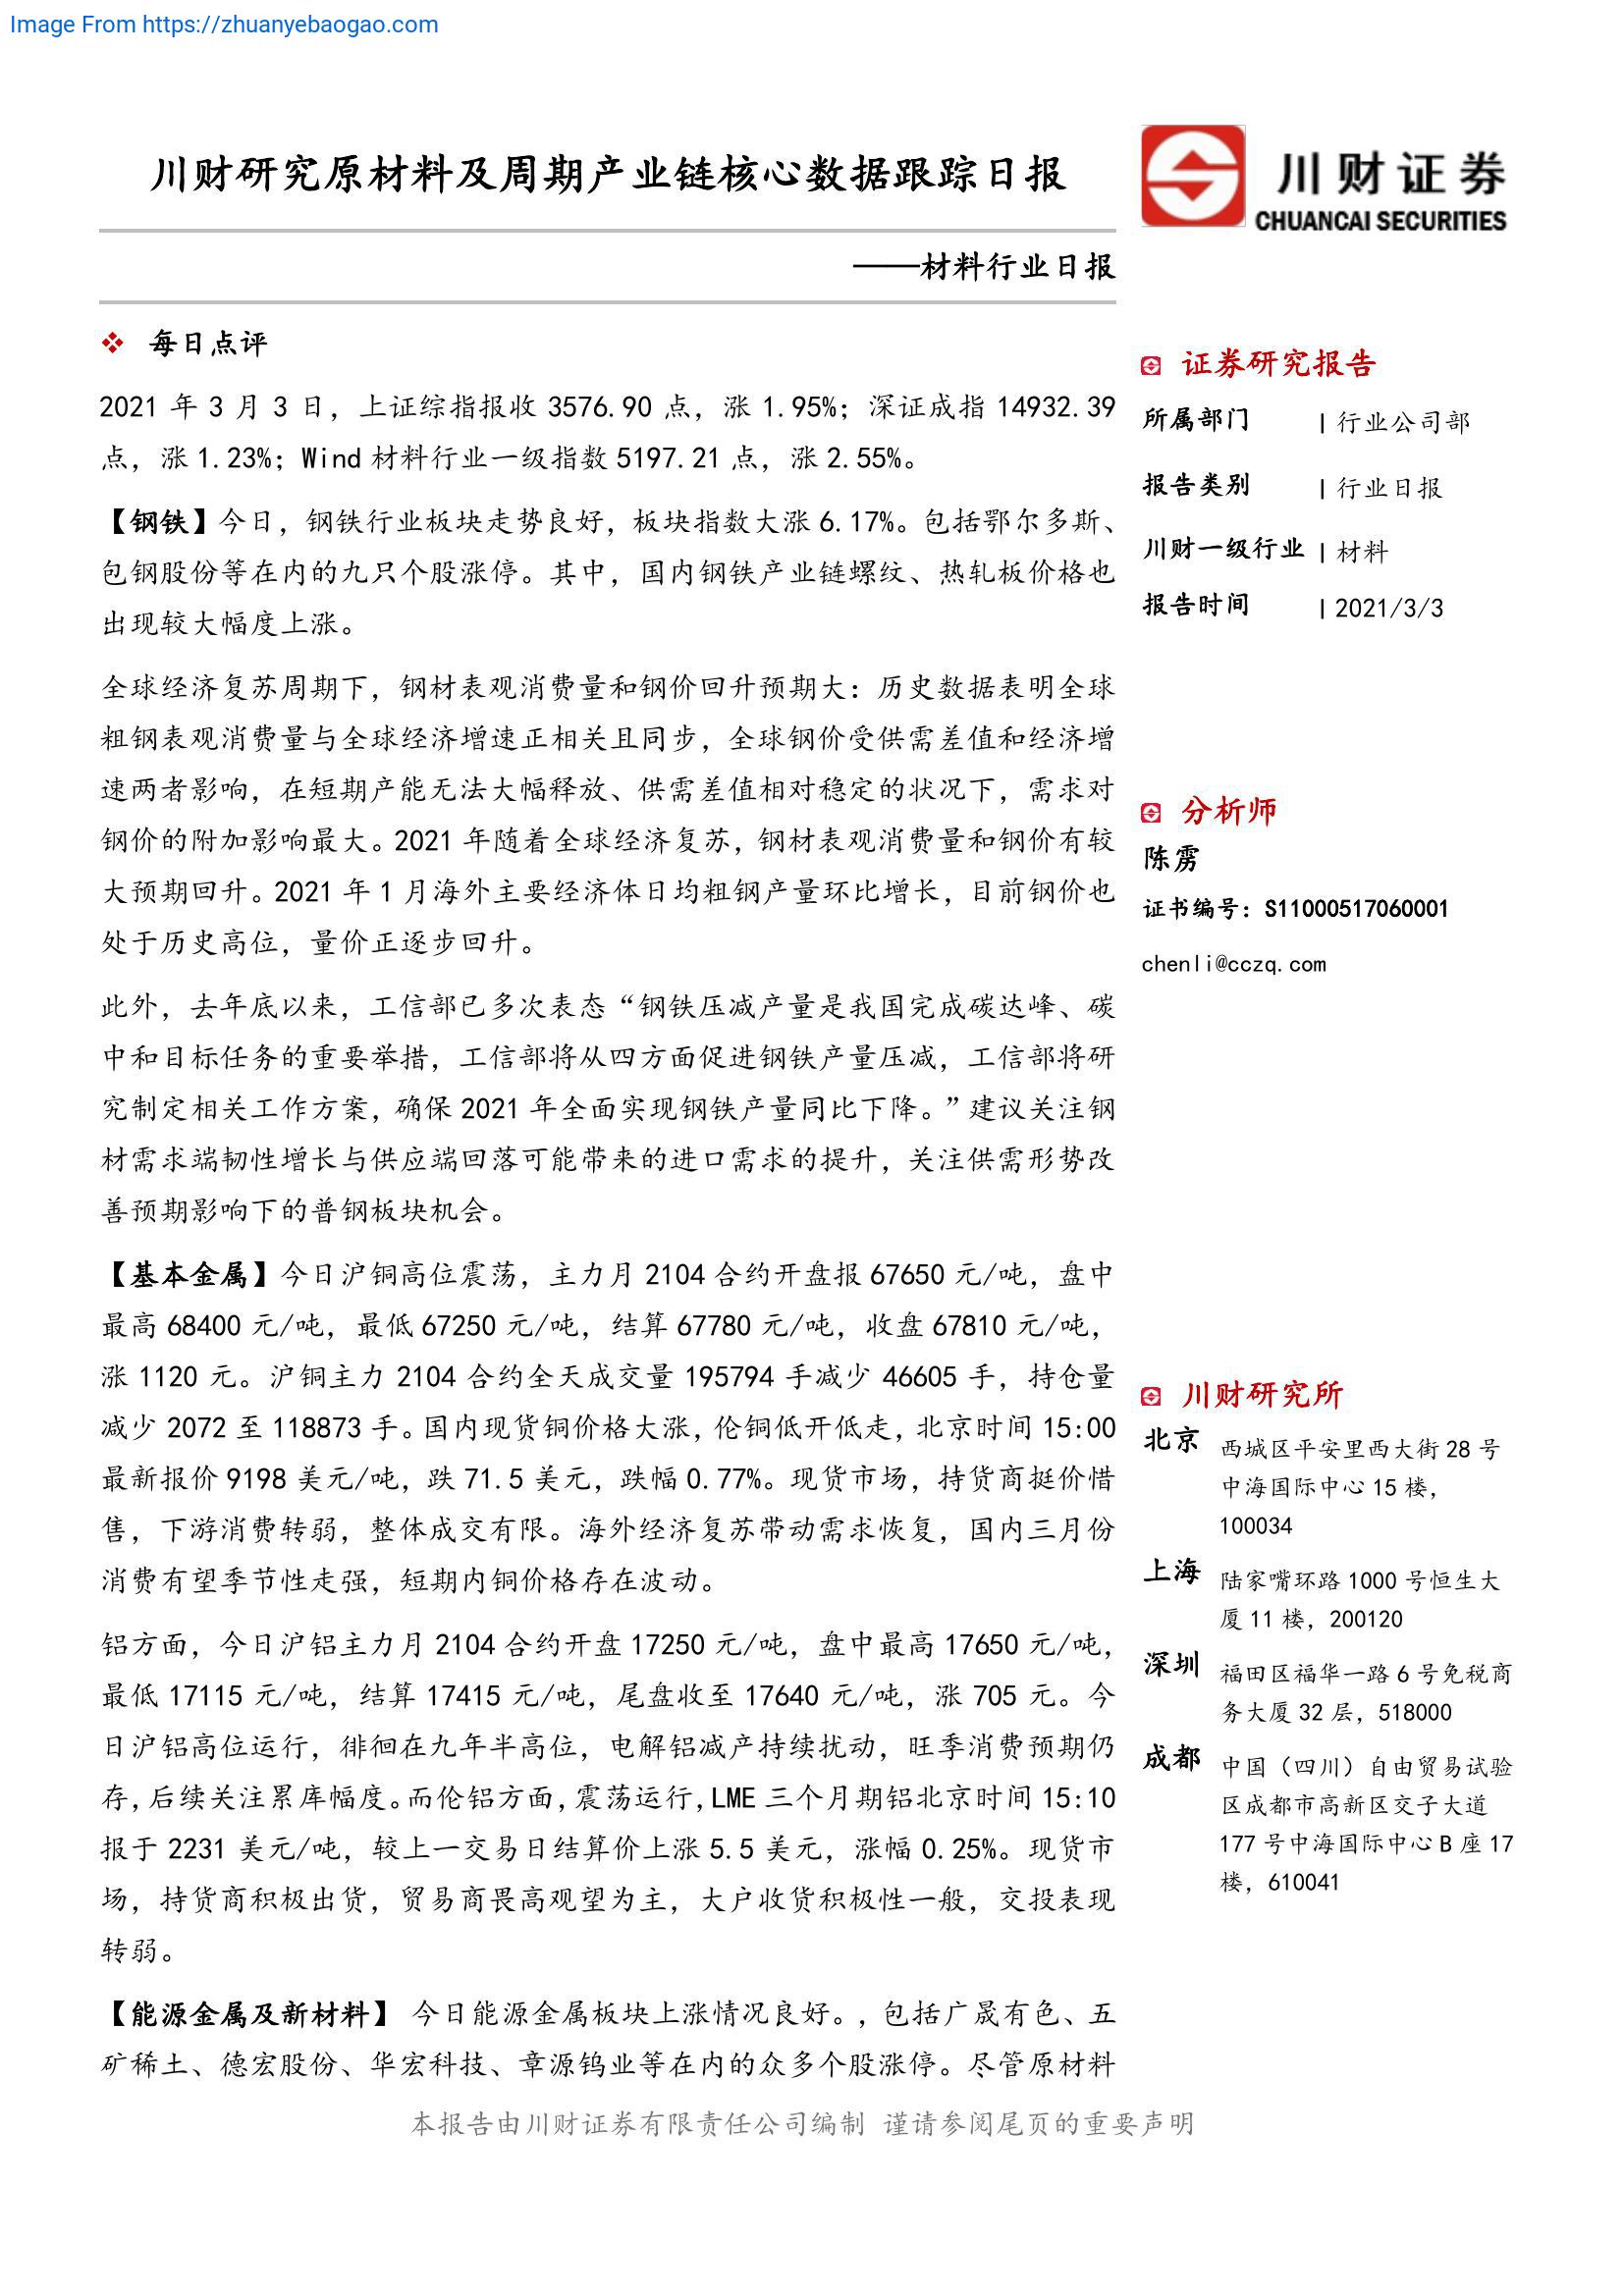 Image From https://zhuanyebaogao.com
川财研究原材料及周期产业链核心数据跟踪日报
——材料行业日报
川财证券
CHUANCAI SECURITIES
每日点评
2021 年 3 月 3 日，上证综指报收 3576.90 点，涨 1.95%；深证成指 14932.39
点，涨 1.23%；Wind 材料行业一级指数 5197.21 点，涨 2.55%。
【钢铁】今日，钢铁行业板块走势良好，板块指数大涨 6.17%。包括鄂尔多斯、
包钢股份等在内的九只个股涨停。其中，国内钢铁产业链螺纹、热轧板价格也
出现较大幅度上涨。
全球经济复苏周期下，钢材表观消费量和钢价回升预期大：历史数据表明全球
粗钢表观消费量与全球经济增速正相关且同步，全球钢价受供需差值和经济增
速两者影响，在短期产能无法大幅释放、供需差值相对稳定的状况下，需求对
钢价的附加影响最大。2021 年随着全球经济复苏，钢材表观消费量和钢价有较
大预期回升。2021 年 1 月海外主要经济体日均粗钢产量环比增长，目前钢价也
处于历史高位，量价正逐步回升。
此外，去年底以来，工信部已多次表态“钢铁压减产量是我国完成碳达峰、碳
中和目标任务的重要举措，工信部将从四方面促进钢铁产量压减，工信部将研
究制定相关工作方案，确保 2021 年全面实现钢铁产量同比下降。”建议关注钢
材需求端韧性增长与供应端回落可能带来的进口需求的提升，关注供需形势改
善预期影响下的普钢板块机会。
【基本金属】今日沪铜高位震荡，主力月 2104 合约开盘报 67650 元/吨，盘中
最高 68400 元/吨，最低 67250 元/吨，结算 67780 元/吨，收盘 67810 元/吨，
涨 1120 元。沪铜主力 2104 合约全天成交量 195794 手减少 46605 手，持仓量
减少 2072 至 118873 手。国内现货铜价格大涨，伦铜低开低走，北京时间 15:00
最新报价 9198 美元/吨，跌 71.5 美元，跌幅 0.77%。现货市场，持货商挺价惜
售，下游消费转弱，整体成交有限。海外经济复苏带动需求恢复，国内三月份
消费有望季节性走强，短期内铜价格存在波动。
铝方面，今日沪铝主力月 2104 合约开盘 17250 元/吨，盘中最高 17650 元/吨，
最低 17115 元/吨，结算 17415 元/吨，尾盘收至 17640 元/吨，涨 705 元。今
日沪铝高位运行，徘徊在九年半高位，电解铝减产持续扰动，旺季消费预期仍
存，后续关注累库幅度。而伦铝方面，震荡运行，LME 三个月期铝北京时间 15:10
报于 2231 美元/吨，较上一交易日结算价上涨 5.5 美元，涨幅 0.25%。现货市
场，持货商积极出货，贸易商畏高观望为主，大户收货积极性一般，交投表现
转弱。
【能源金属及新材料】 今日能源金属板块上涨情况良好。，包括广晟有色、五
矿稀土、德宏股份、华宏科技、章源钨业等在内的众多个股涨停。尽管原材料
证券研究报告
所属部门 | 行业公司部
报告类别 | 行业日报
川财一级行业 | 材料
报告时间 | 2021/3/3
分析师
陈雳
证书编号：S11000517060001
chenli@cczq.com
川财研究所
北京 西城区平安里西大街 28 号
中海国际中心 15 楼，
100034
上海 陆家嘴环路 1000 号恒生大
厦 11 楼，200120
深圳 福田区福华一路 6 号免税商
务大厦 32 层，518000
成都 中国（四川）自由贸易试验
区成都市高新区交子大道
177 号中海国际中心 B 座 17
楼，610041
本报告由川财证券有限责任公司编制 谨请参阅尾页的重要声明